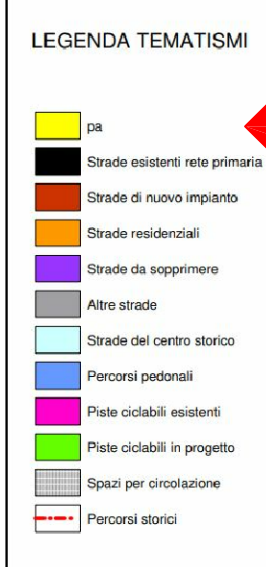 LEGENDA TEMATISMI
pa
Strade esistenti rete primaria
Strade di nuovo impianto
Strade residenziali
Strade da sopprimere
Altre strade
Strade del centro storico
Percorsi pedonali
Piste ciclabili esistenti
Piste ciclabili in progetto
Spazi per circolazione
Percorsi storici